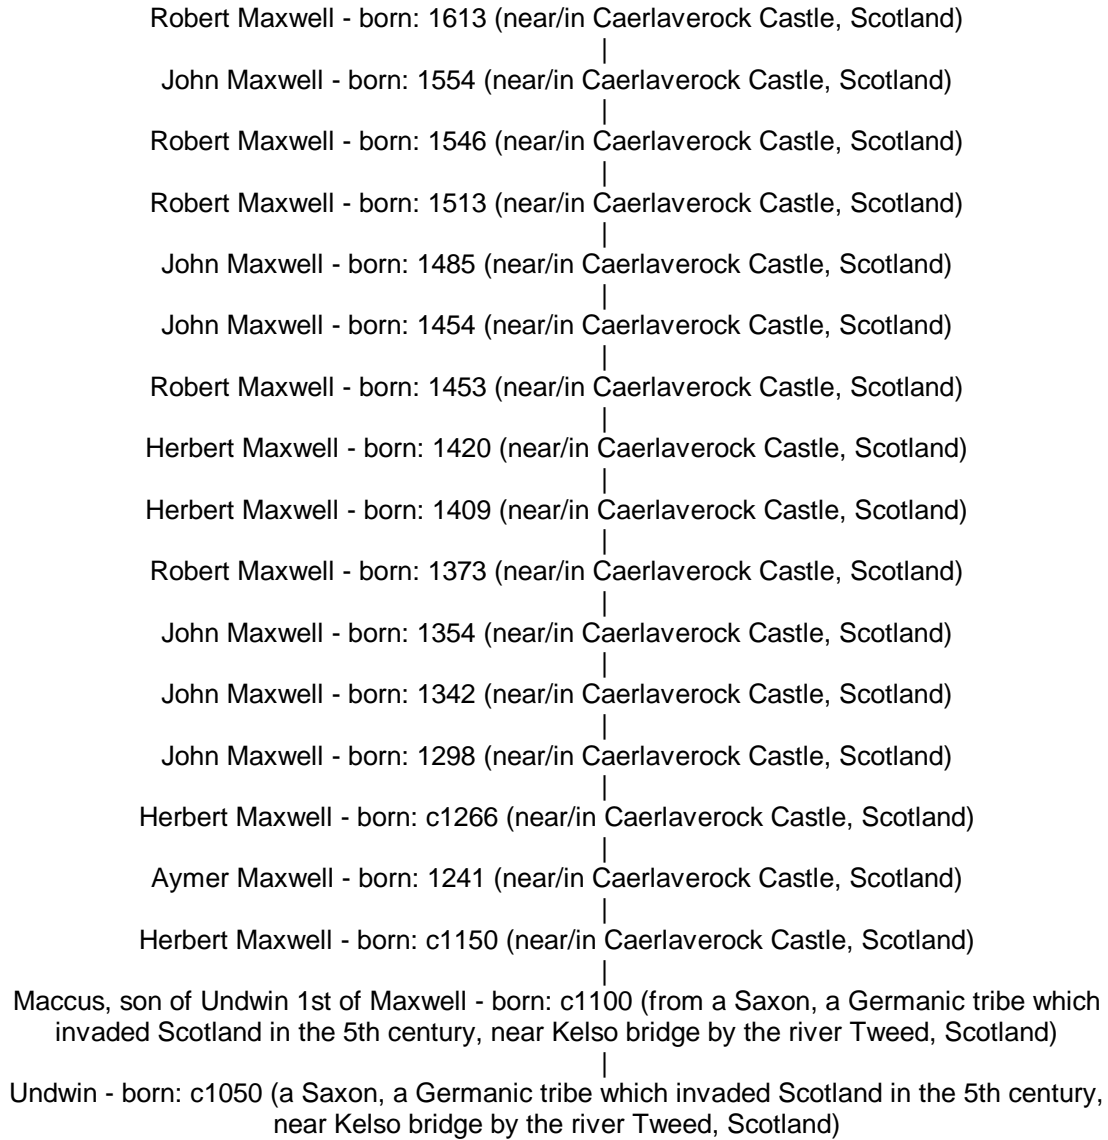 Robert Maxwell - born: 1613 (near/in Caerlaverock Castle, Scotland)
|
John Maxwell - born: 1554 (near/in Caerlaverock Castle, Scotland)
|
Robert Maxwell - born: 1546 (near/in Caerlaverock Castle, Scotland)
|
Robert Maxwell - born: 1513 (near/in Caerlaverock Castle, Scotland)
|
John Maxwell - born: 1485 (near/in Caerlaverock Castle, Scotland)
|
John Maxwell - born: 1454 (near/in Caerlaverock Castle, Scotland)
|
Robert Maxwell - born: 1453 (near/in Caerlaverock Castle, Scotland)
|
Herbert Maxwell - born: 1420 (near/in Caerlaverock Castle, Scotland)
|
Herbert Maxwell - born: 1409 (near/in Caerlaverock Castle, Scotland)
|
Robert Maxwell - born: 1373 (near/in Caerlaverock Castle, Scotland)
|
John Maxwell - born: 1354 (near/in Caerlaverock Castle, Scotland)
|
John Maxwell - born: 1342 (near/in Caerlaverock Castle, Scotland)
|
John Maxwell - born: 1298 (near/in Caerlaverock Castle, Scotland)
|
Herbert Maxwell - born: c1266 (near/in Caerlaverock Castle, Scotland)
|
Aymer Maxwell - born: 1241 (near/in Caerlaverock Castle, Scotland)
|
Herbert Maxwell - born: c1150 (near/in Caerlaverock Castle, Scotland)
|
Maccus, son of Undwin 1st of Maxwell - born: c1100 (from a Saxon, a Germanic tribe which
invaded Scotland in the 5th century, near Kelso bridge by the river Tweed, Scotland)
|
Undwin - born: c1050 (a Saxon, a Germanic tribe which invaded Scotland in the 5th century,
near Kelso bridge by the river Tweed, Scotland)